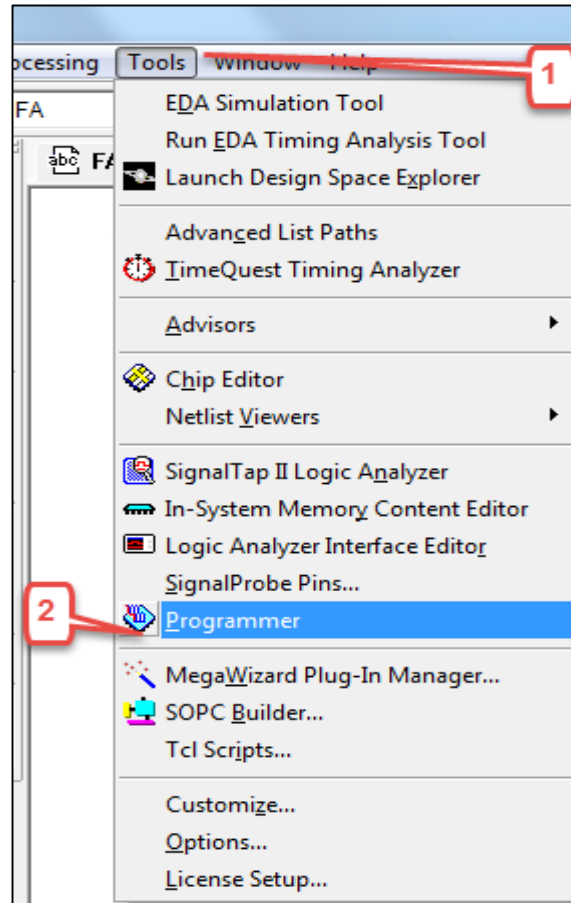 ocessing Tools Window Help
1
FA
abc FA
EDA Simulation Tool
Run EDA Timing Analysis Tool
Launch Design Space Explorer
Advanced List Paths
TimeQuest Timing Analyzer
Advisors
Chip Editor
Netlist Viewers
SignalTap II Logic Analyzer
In-System Memory Content Editor
Logic Analyzer Interface Editor
SignalProbe Pins...
2
Programmer
MegaWizard Plug-In Manager...
SOPC Builder...
Tcl Scripts...
Customize...
Options...
License Setup...